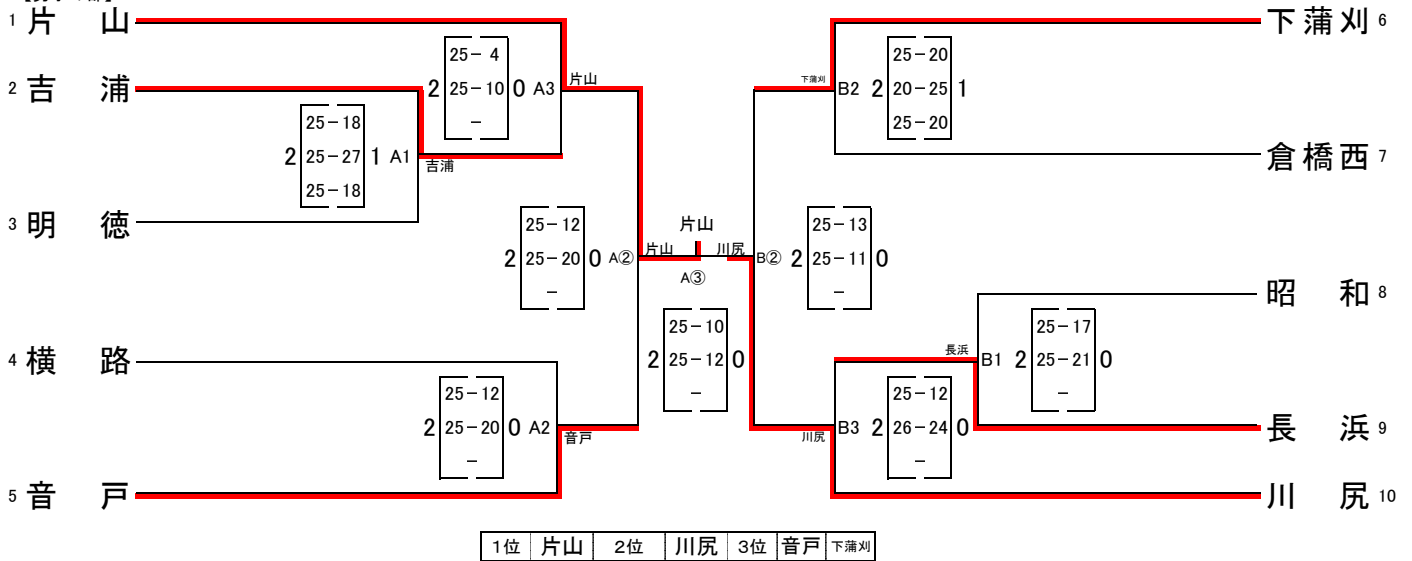 1 片 山
下蒲刈 6
25－4
25－10
－
2 0 A3
片山
下蒲刈
B2 2 1
25－20
20－25
25－20
2 吉 浦
25－18
25－27
25－18
2 1 A1
吉浦
倉橋西 7
3 明 徳
25－12
25－20
－
2 0 A②
片山
片山
川尻
A③
B② 2 0
25－13
25－11
－
昭 和 8
25－10
25－12
－
2 0
長浜
B1 2 0
25－17
25－21
－
4 横 路
25－12
25－20
－
2 0 A2
音戸
川尻
B3 2 0
25－12
26－24
－
長 浜 9
5 音 戸
川 尻 10
1位 片山 2位 川尻 3位 音戸 下蒲刈